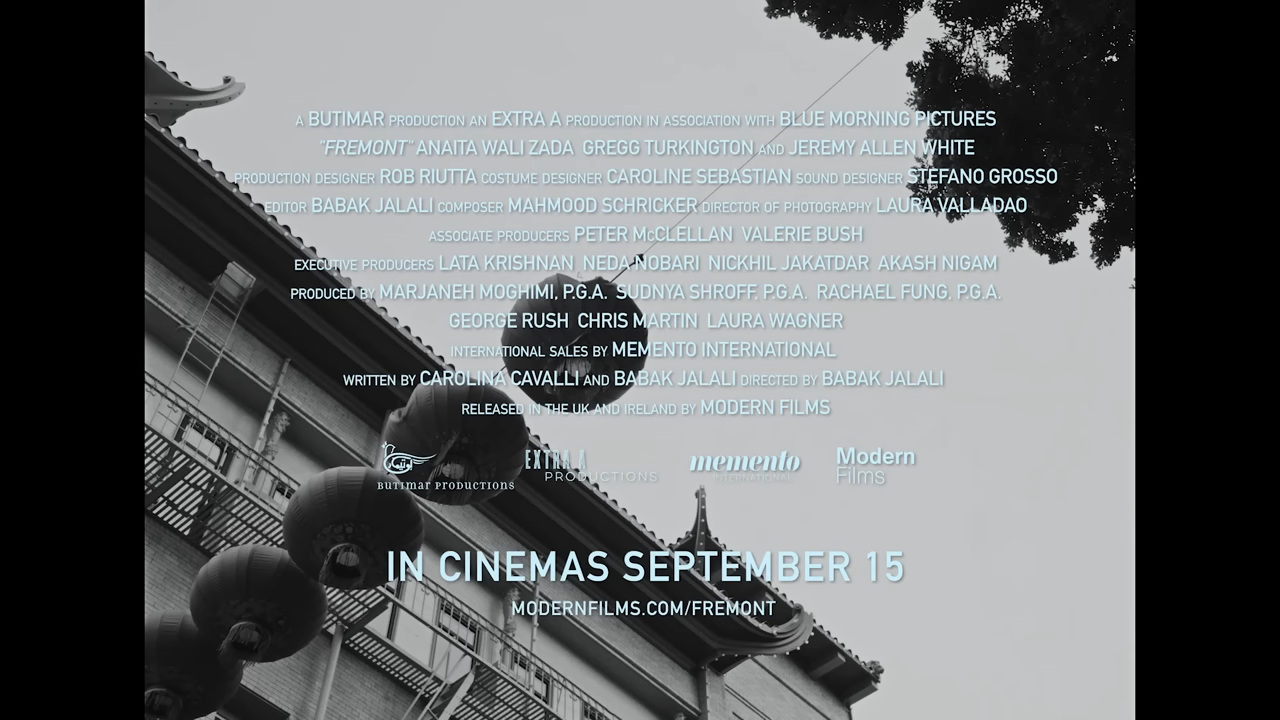 A BUTIMAR PRODUCTION AN EXTRA A PRODUCTION IN ASSOCIATION WITH BLUE MORNING PICTURES
"FREMONT" ANAITA WALI ZADA GREGG TURKINGTON AND JEREMY ALLEN WHITE
PRODUCTION DESIGNER ROB RIUTTA COSTUME DESIGNER CAROLINE SEBASTIAN SOUND DESIGNER STEFANO GROSSO
EDITOR BABAK JALALI COMPOSER MAHMOOD SCHRICKER DIRECTOR OF PHOTOGRAPHY LAURA VALLADAO
ASSOCIATE PRODUCERS PETER McCLELLAN VALERIE BUSH
EXECUTIVE PRODUCERS LATA KRISHNAN NEDA NOBARI NICKHIL JAKATDAR AKASH NIGAM
PRODUCED BY MARJANEH MOGHIMI, P.G.A. SUDNYA SHROFF, P.G.A. RACHAEL FUNG, P.G.A.
GEORGE RUSH CHRIS MARTIN LAURA WAGNER
INTERNATIONAL SALES BY MEMENTO INTERNATIONAL
WRITTEN BY CAROLINA CAVALLI AND BABAK JALALI DIRECTED BY BABAK JALALI
RELEASED IN THE UK AND IRELAND BY MODERN FILMS
بوتیمار
BUTIMAR PRODUCTIONS
EXTRA A
PRODUCTIONS
memento
INTERNATIONAL
Modern
Films
IN CINEMAS SEPTEMBER 15
MODERNFILMS.COM/FREMONT